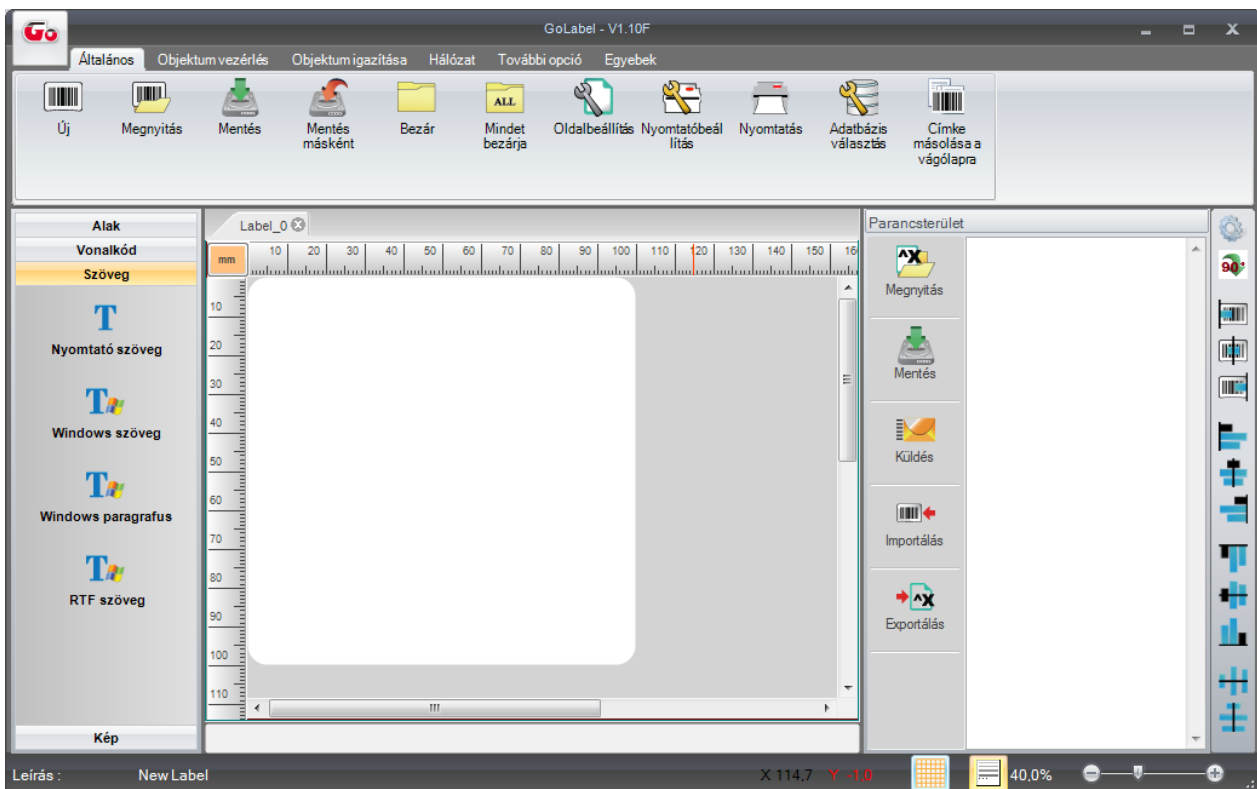 Go
GoLabel - V1.10F
Általános Objektum vezérlés Objektum igazítása Hálózat További opció Egyebek
ALL
Új Megnyitás Mentés Mentés másként Bezár Mindet bezárja Oldalbeállítás Nyomtatóbeállítás Nyomtatás Adatbázis választás Címke másolása a vágólapra
Alak
Vonalkód
Szöveg
T
Nyomtató szöveg
T
Windows szöveg
T
Windows paragrafus
T
RTF szöveg
Kép
Label_0
mm 10 20 30 40 50 60 70 80 90 100 110 120 130 140 150 16
10
20
30
40
50
60
70
80
90
100
110
Parancsterület
^X
Megnyitás
Mentés
Küldés
Importálás
^X
Exportálás
90°
Leírás : New Label X 114,7 Y -1,0 40,0%